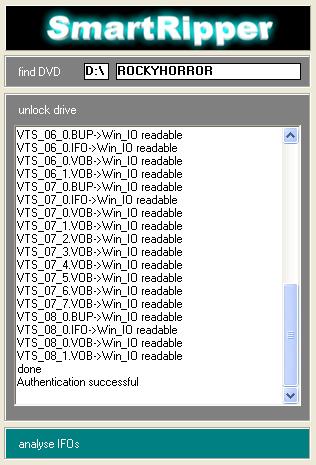 SmartRipper
find DVD D:\ ROCKYHORROR
unlock drive
VTS_06_0.BUP->Win_IO readable
VTS_06_0.IFO->Win_IO readable
VTS_06_0.VOB->Win_IO readable
VTS_06_1.VOB->Win_IO readable
VTS_07_0.BUP->Win_IO readable
VTS_07_0.IFO->Win_IO readable
VTS_07_0.VOB->Win_IO readable
VTS_07_1.VOB->Win_IO readable
VTS_07_2.VOB->Win_IO readable
VTS_07_3.VOB->Win_IO readable
VTS_07_4.VOB->Win_IO readable
VTS_07_5.VOB->Win_IO readable
VTS_07_6.VOB->Win_IO readable
VTS_07_7.VOB->Win_IO readable
VTS_08_0.BUP->Win_IO readable
VTS_08_0.IFO->Win_IO readable
VTS_08_0.VOB->Win_IO readable
VTS_08_1.VOB->Win_IO readable
done
Authentication successful
analyse IFOs